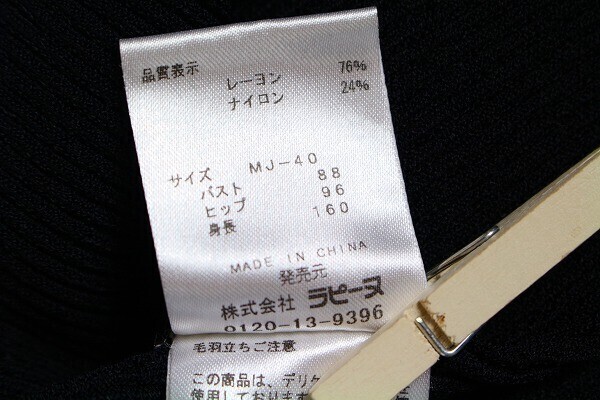 品質表示
レーヨン 76%
ナイロン 24%
サイズ MJ-40
バスト 88
ヒップ 96
身長 160
MADE IN CHINA
発売元
株式会社 ラピーヌ
0120-13-9396
毛羽立ちご注意
この商品は、デリケ
使用しております